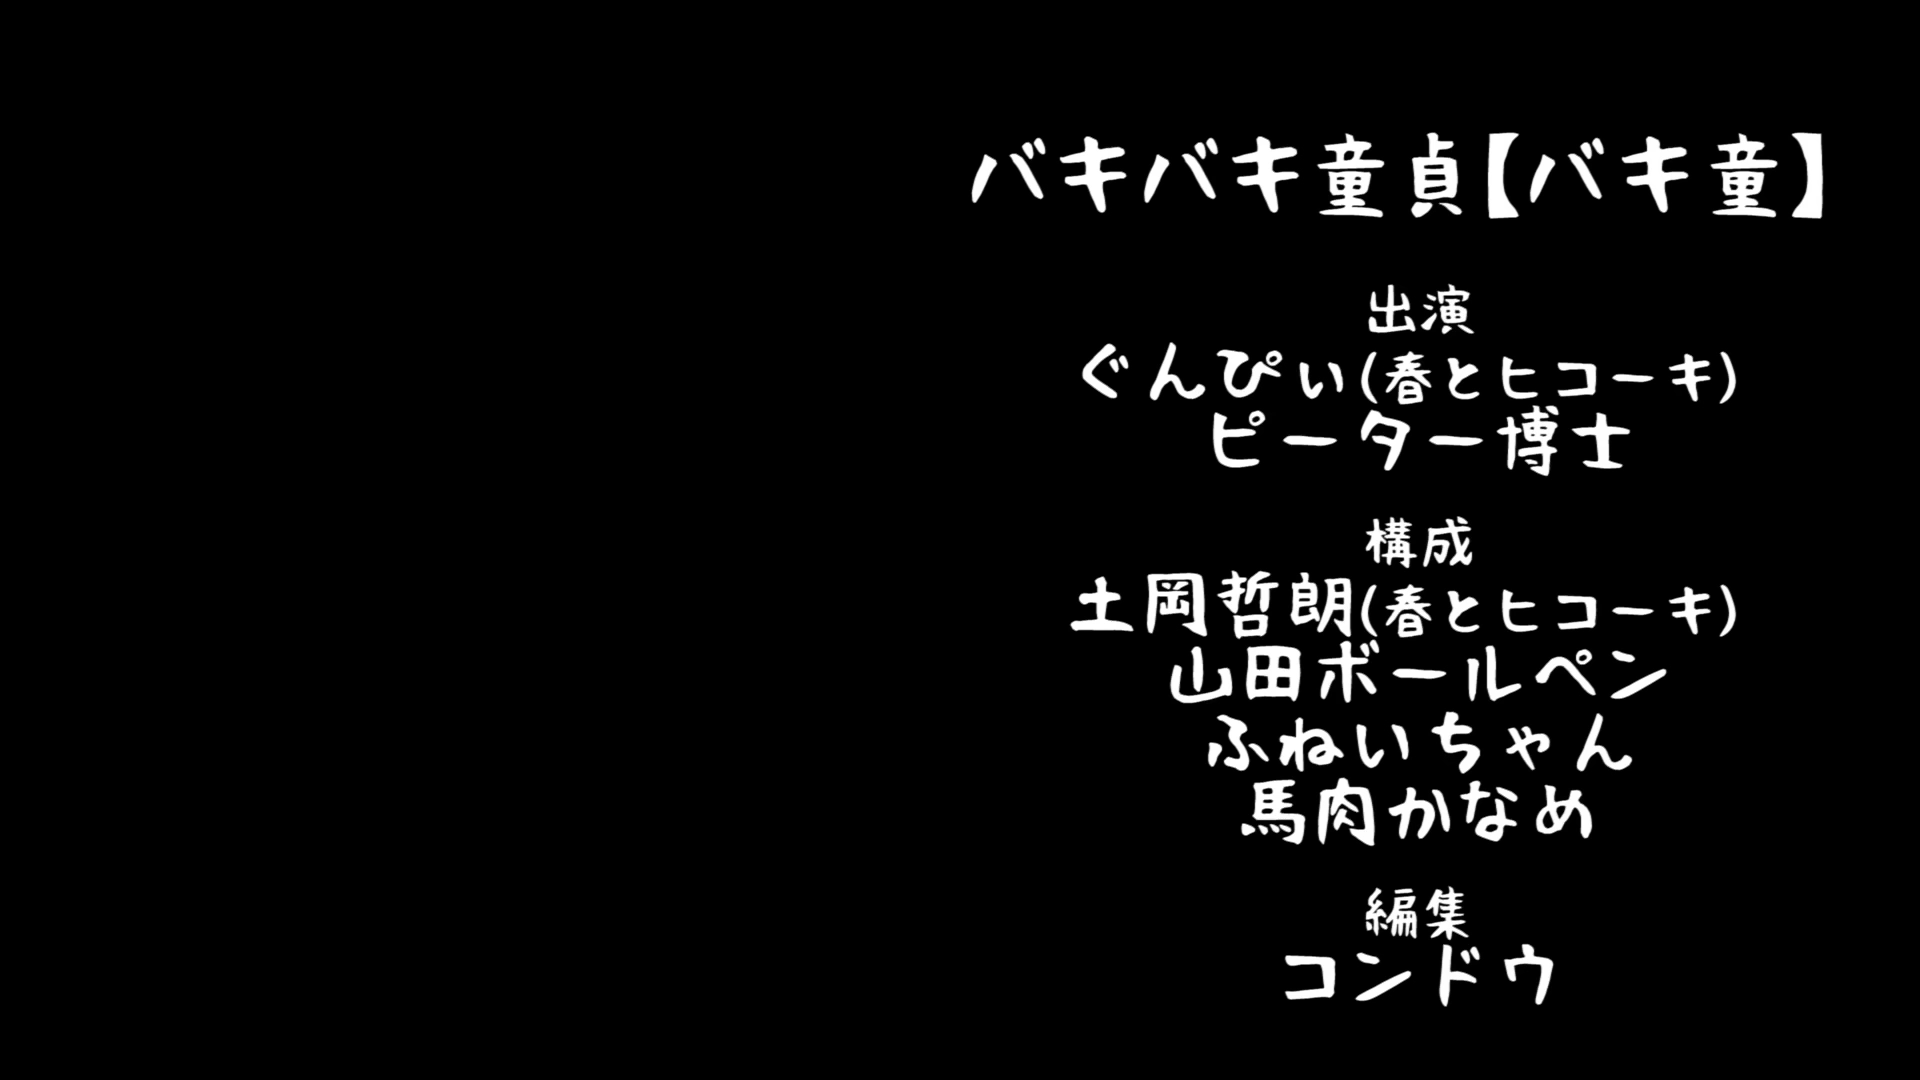 バキバキ童貞【バキ童】
出演
ぐんぴぃ(春とヒコーキ)
ピーター博士
構成
土岡哲朗(春とヒコーキ)
山田ボールペン
ふねいちゃん
馬肉かなめ
編集
コンドウ